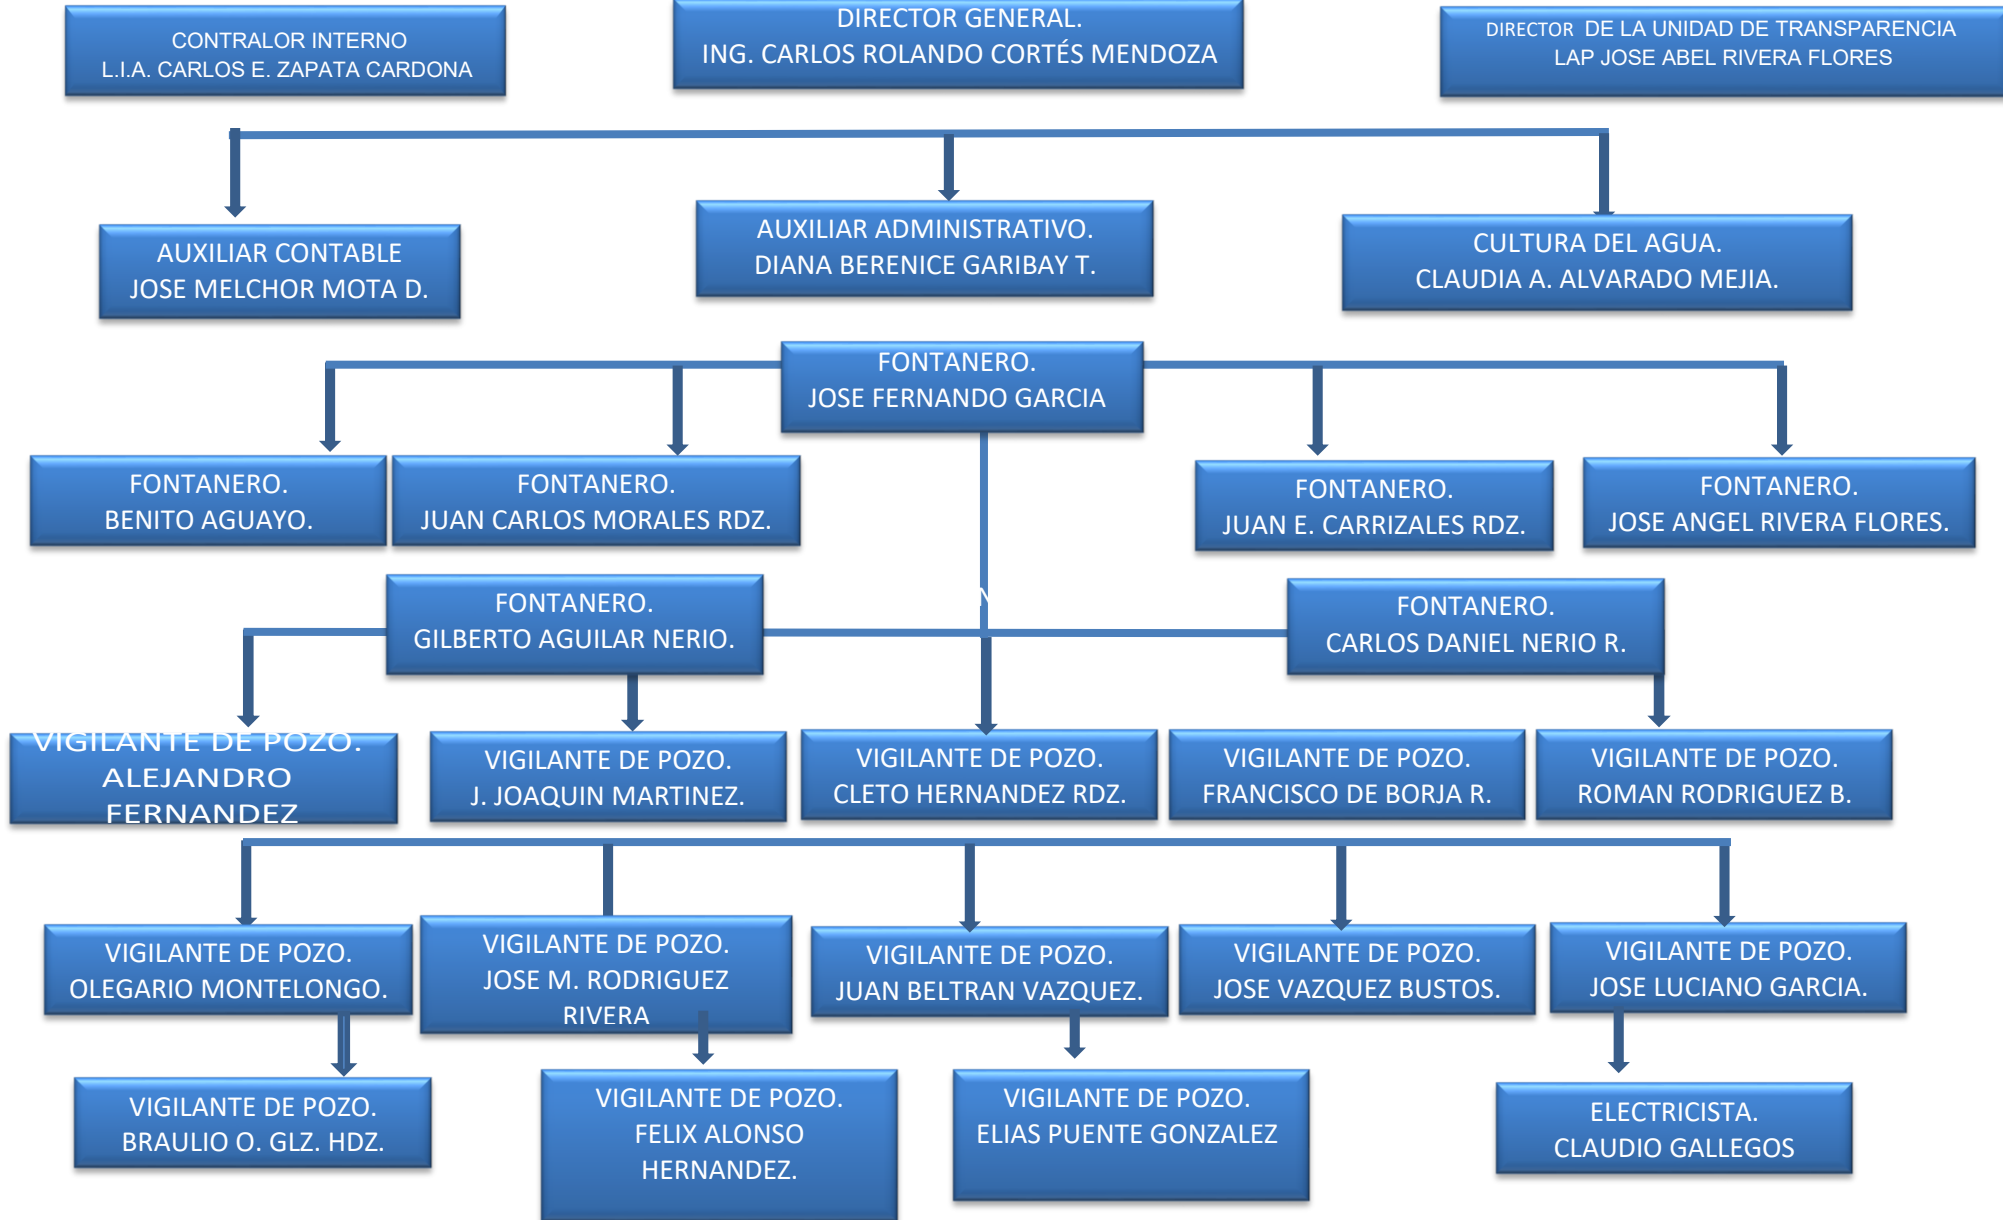 CONTRALOR INTERNO
L.I.A. CARLOS E. ZAPATA CARDONA
DIRECTOR GENERAL.
ING. CARLOS ROLANDO CORTÉS MENDOZA
DIRECTOR DE LA UNIDAD DE TRANSPARENCIA
LAP JOSE ABEL RIVERA FLORES
AUXILIAR CONTABLE
JOSE MELCHOR MOTA D.
AUXILIAR ADMINISTRATIVO.
DIANA BERENICE GARIBAY T.
CULTURA DEL AGUA.
CLAUDIA A. ALVARADO MEJIA.
FONTANERO.
JOSE FERNANDO GARCIA
FONTANERO.
BENITO AGUAYO.
FONTANERO.
JUAN CARLOS MORALES RDZ.
FONTANERO.
JUAN E. CARRIZALES RDZ.
FONTANERO.
JOSE ANGEL RIVERA FLORES.
FONTANERO.
GILBERTO AGUILAR NERIO.
FONTANERO.
CARLOS DANIEL NERIO R.
VIGILANTE DE POZO.
ALEJANDRO
FERNANDEZ
VIGILANTE DE POZO.
J. JOAQUIN MARTINEZ.
VIGILANTE DE POZO.
CLETO HERNANDEZ RDZ.
VIGILANTE DE POZO.
FRANCISCO DE BORJA R.
VIGILANTE DE POZO.
ROMAN RODRIGUEZ B.
VIGILANTE DE POZO.
OLEGARIO MONTELONGO.
VIGILANTE DE POZO.
JOSE M. RODRIGUEZ
RIVERA
VIGILANTE DE POZO.
JUAN BELTRAN VAZQUEZ.
VIGILANTE DE POZO.
JOSE VAZQUEZ BUSTOS.
VIGILANTE DE POZO.
JOSE LUCIANO GARCIA.
VIGILANTE DE POZO.
BRAULIO O. GLZ. HDZ.
VIGILANTE DE POZO.
FELIX ALONSO
HERNANDEZ.
VIGILANTE DE POZO.
ELIAS PUENTE GONZALEZ
ELECTRICISTA.
CLAUDIO GALLEGOS